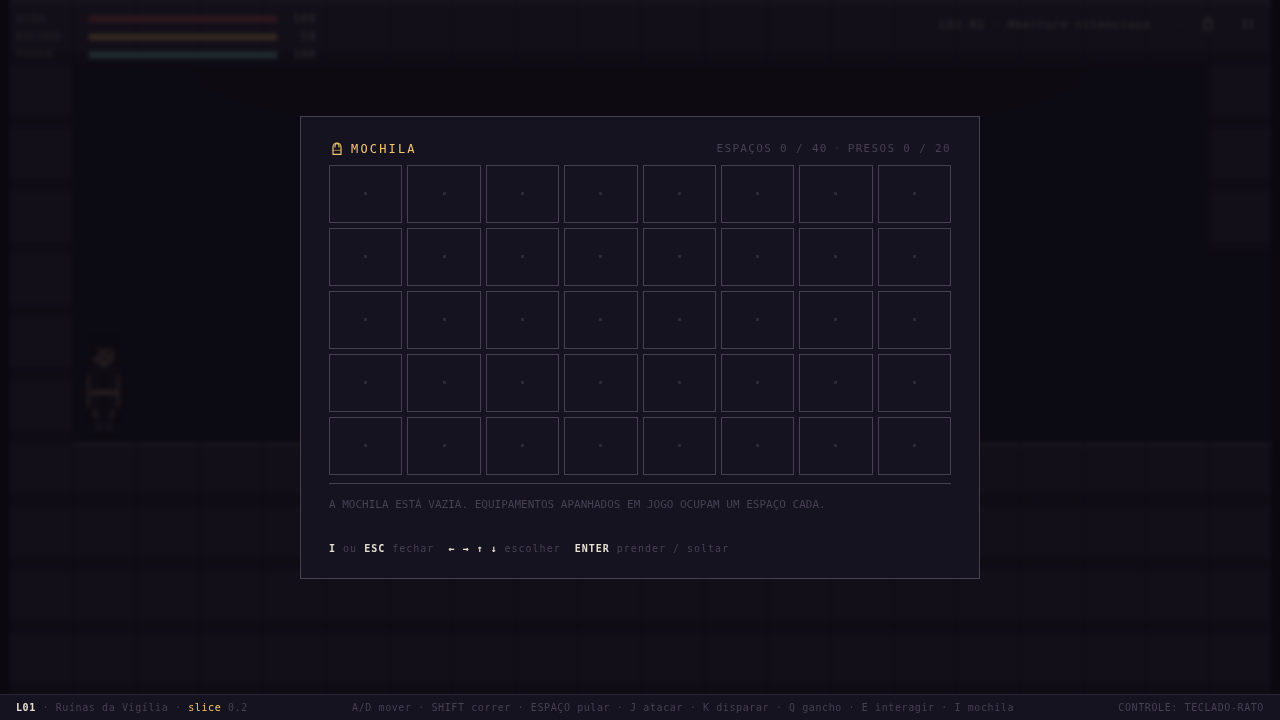 MOCHILA
ESPAÇOS 0 / 40 · PRESOS 0 / 20
A MOCHILA ESTÁ VAZIA. EQUIPAMENTOS APANHADOS EM JOGO OCUPAM UM ESPAÇO CADA.
I ou ESC fechar ← → ↑ ↓ escolher ENTER prender / soltar
L01 · Ruínas da Vigília · slice 0.2
A/D mover · SHIFT correr · ESPAÇO pular · J atacar · K disparar · Q gancho · E interagir · I mochila
CONTROLE: TECLADO-RATO